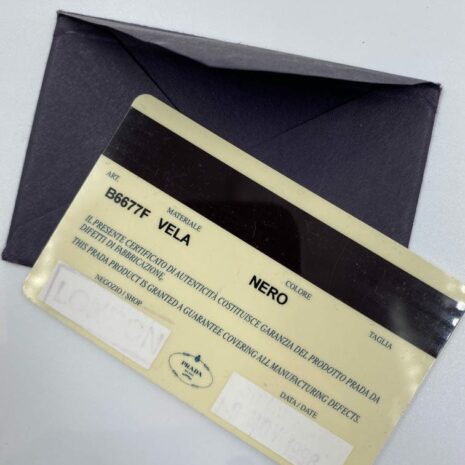 ART. MATERIALE COLORE TAGLIA
B6677F VELA NERO
IL PRESENTE CERTIFICATO DI AUTENTICITÀ COSTITUISCE GARANZIA DEL PRODOTTO PRADA DA
DIFETTI DI FABBRICAZIONE.
THIS PRADA PRODUCT IS GRANTED A GUARANTEE COVERING ALL MANUFACTURING DEFECTS.
NEGOZIO / SHOP
LONDON
PRADA
DATA / DATE